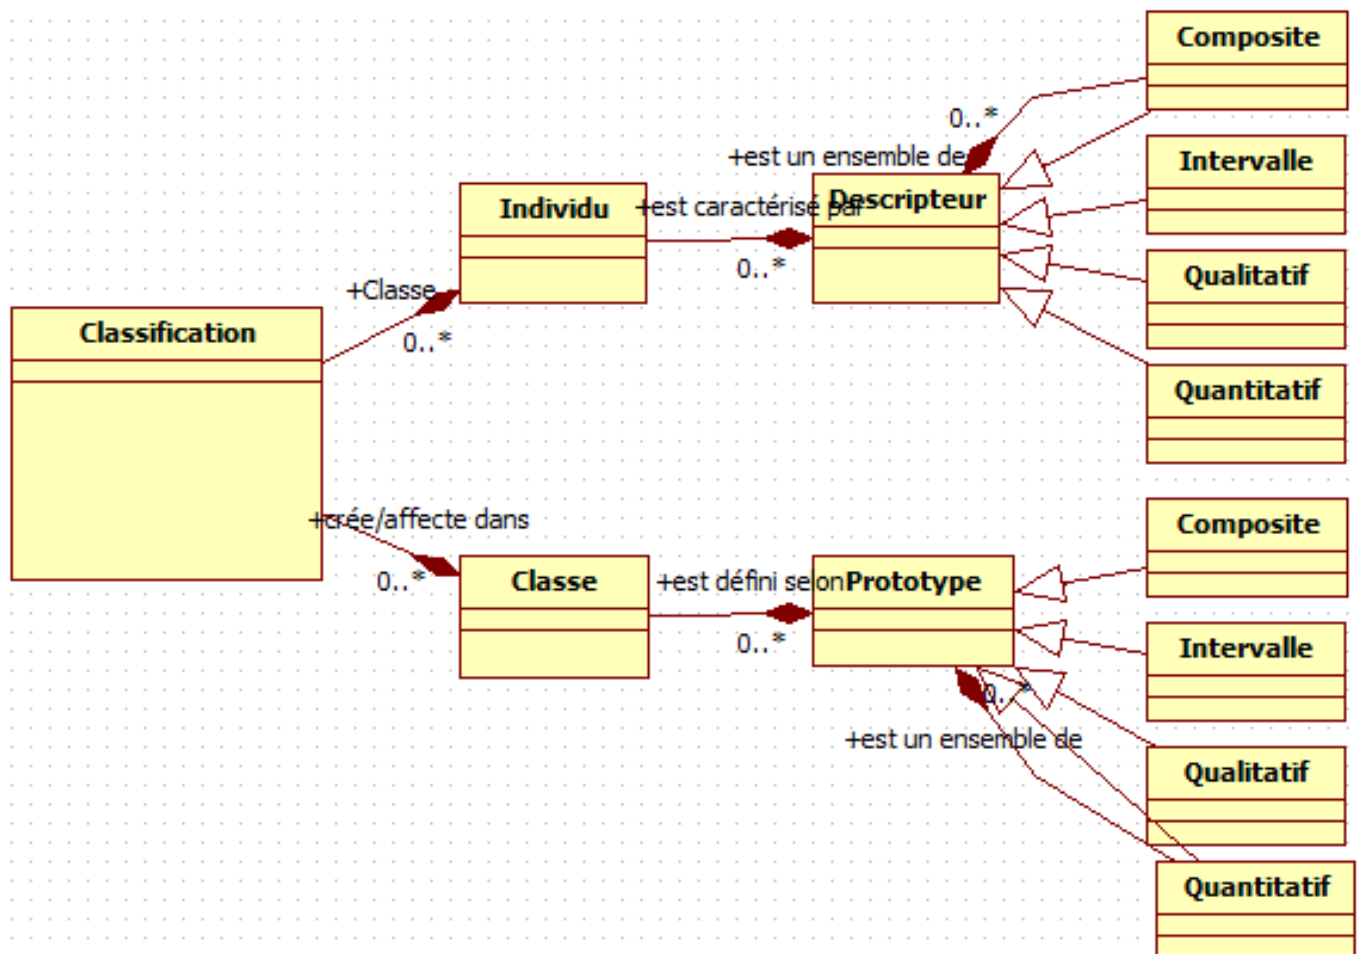 Composite
0..*
+est un ensemble de
Intervalle
Individu
+est caractérisé par
Descripteur
0..*
Qualitatif
+Classe
0..*
Classification
Quantitatif
+crée/affecte dans
0..*
Classe
+est défini selon
Prototype
0..*
Composite
Intervalle
0..*
+est un ensemble de
Qualitatif
Quantitatif